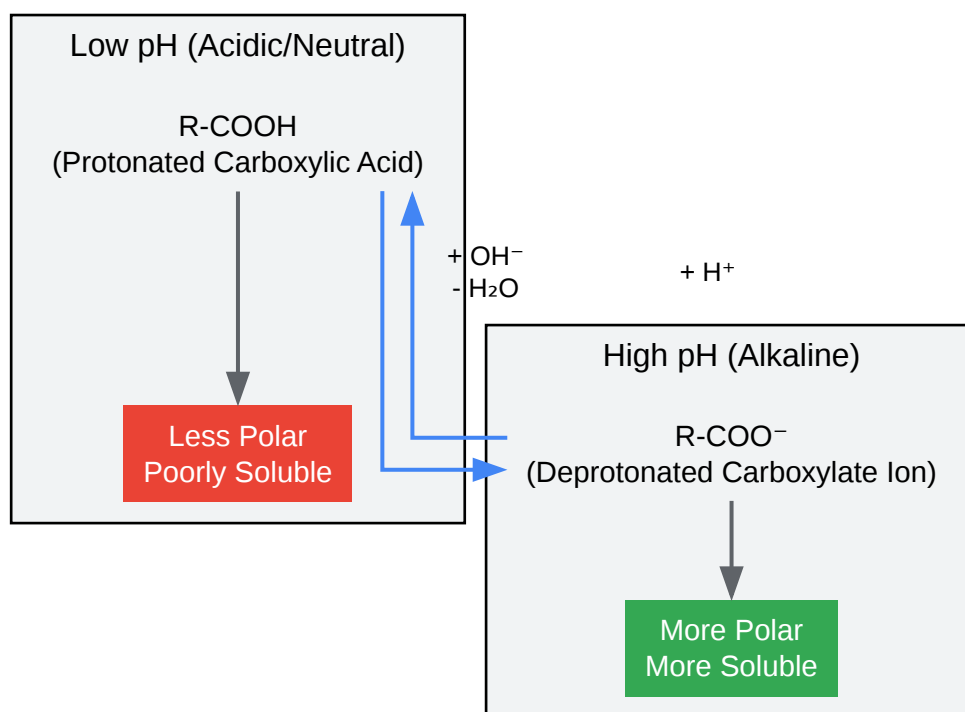 Low pH (Acidic/Neutral)
R-COOH
(Protonated Carboxylic Acid)
+ OH⁻
- H₂O
+ H⁺
Less Polar
Poorly Soluble
High pH (Alkaline)
R-COO⁻
(Deprotonated Carboxylate Ion)
More Polar
More Soluble